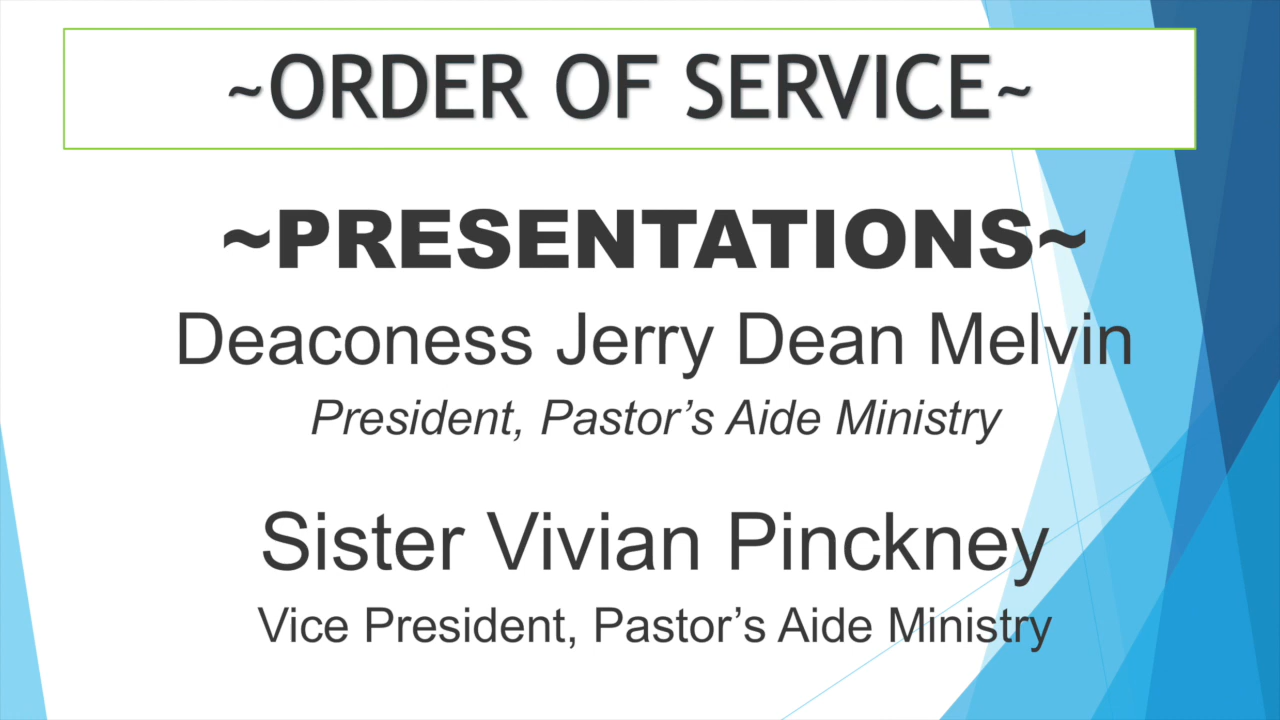 ~ORDER OF SERVICE~
~PRESENTATIONS~
Deaconess Jerry Dean Melvin
President, Pastor’s Aide Ministry
Sister Vivian Pinckney
Vice President, Pastor’s Aide Ministry